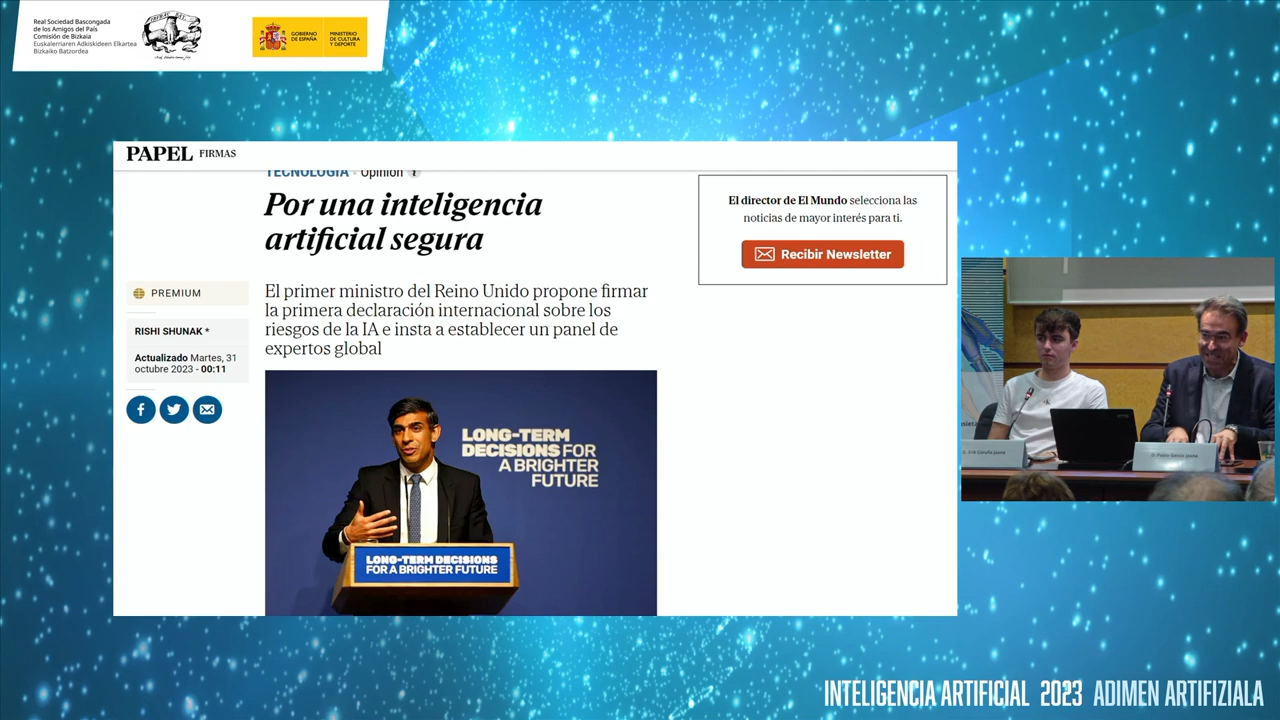 Real Sociedad Bascongada
de los Amigos del País
Comisión de Bizkaia
Euskalerriaren Adkiskideen Elkartea
Bizkaiko Batzordea
GOBIERNO
DE ESPAÑA
MINISTERIO
DE CULTURA
Y DEPORTE
PAPEL FIRMAS
TECNOLOGÍA Opinión i
Por una inteligencia
artificial segura
El director de El Mundo selecciona las
noticias de mayor interés para ti.
Recibir Newsletter
PREMIUM
El primer ministro del Reino Unido propone firmar
la primera declaración internacional sobre los
riesgos de la IA e insta a establecer un panel de
expertos global
RISHI SHUNAK *
Actualizado Martes, 31
octubre 2023 - 00:11
LONG-TERM
DECISIONS FOR
A BRIGHTER
FUTURE
LONG-TERM DECISIONS
FOR A BRIGHTER FUTURE
INTELIGENCIA ARTIFICIAL 2023 ADIMEN ARTIFIZIALA